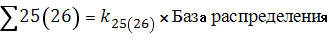 ∑25(26) = k25(26) × База распределения